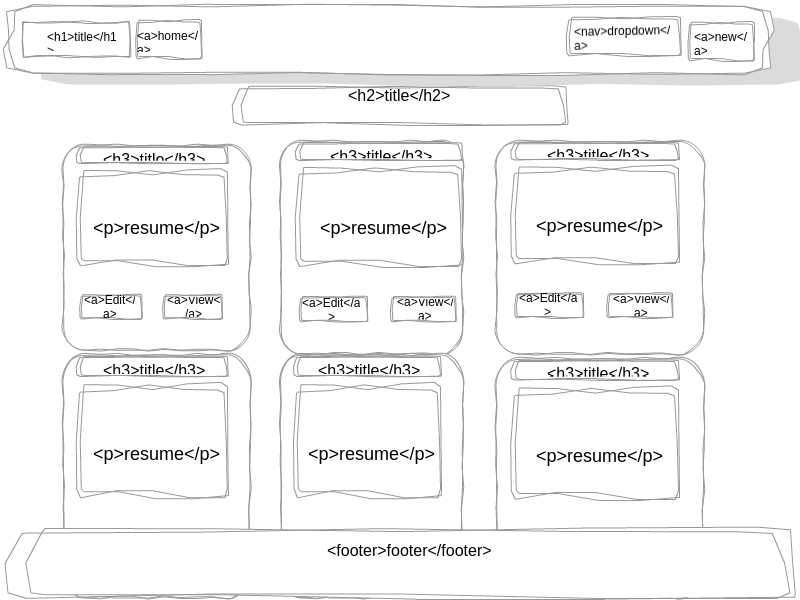 <h1>title</h1
>
<a>home</
a>
<nav>dropdown</
a>
<a>new</
a>
<h2>title</h2>
<h3>title</h3>
<h3>title</h3>
<h3>title</h3>
<p>resume</p>
<p>resume</p>
<p>resume</p>
<a>Edit</
a>
<a>view<
/a>
<a>Edit</a
>
<a>view</
a>
<a>Edit</a
>
<a>view</
a>
<h3>title</h3>
<h3>title</h3>
<h3>title</h3>
<p>resume</p>
<p>resume</p>
<p>resume</p>
<footer>footer</footer>